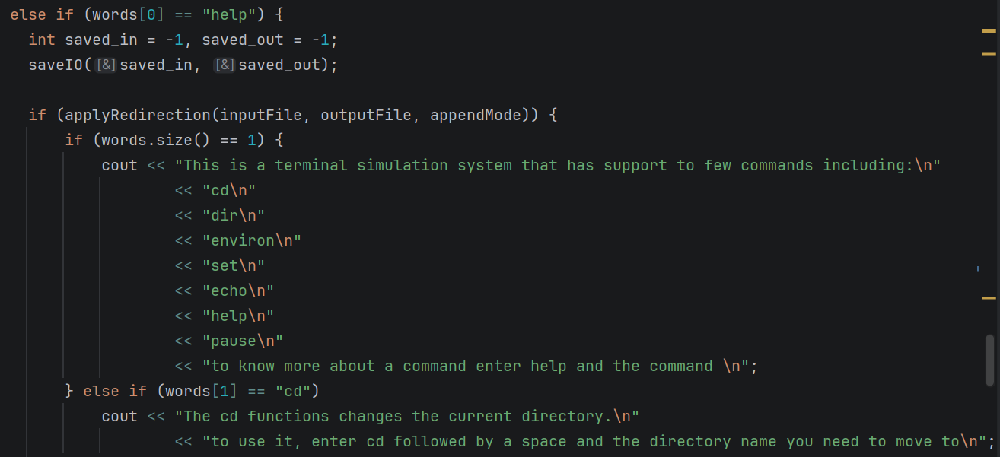 else if (words[0] == "help") {
int saved_in = -1, saved_out = -1;
saveIO([&]saved_in, [&]saved_out);
if (applyRedirection(inputFile, outputFile, appendMode)) {
if (words.size() == 1) {
cout << "This is a terminal simulation system that has support to few commands including:\n"
<< "cd\n"
<< "dir\n"
<< "environ\n"
<< "set\n"
<< "echo\n"
<< "help\n"
<< "pause\n"
<< "to know more about a command enter help and the command \n";
} else if (words[1] == "cd")
cout << "The cd functions changes the current directory.\n"
<< "to use it, enter cd followed by a space and the directory name you need to move to\n";